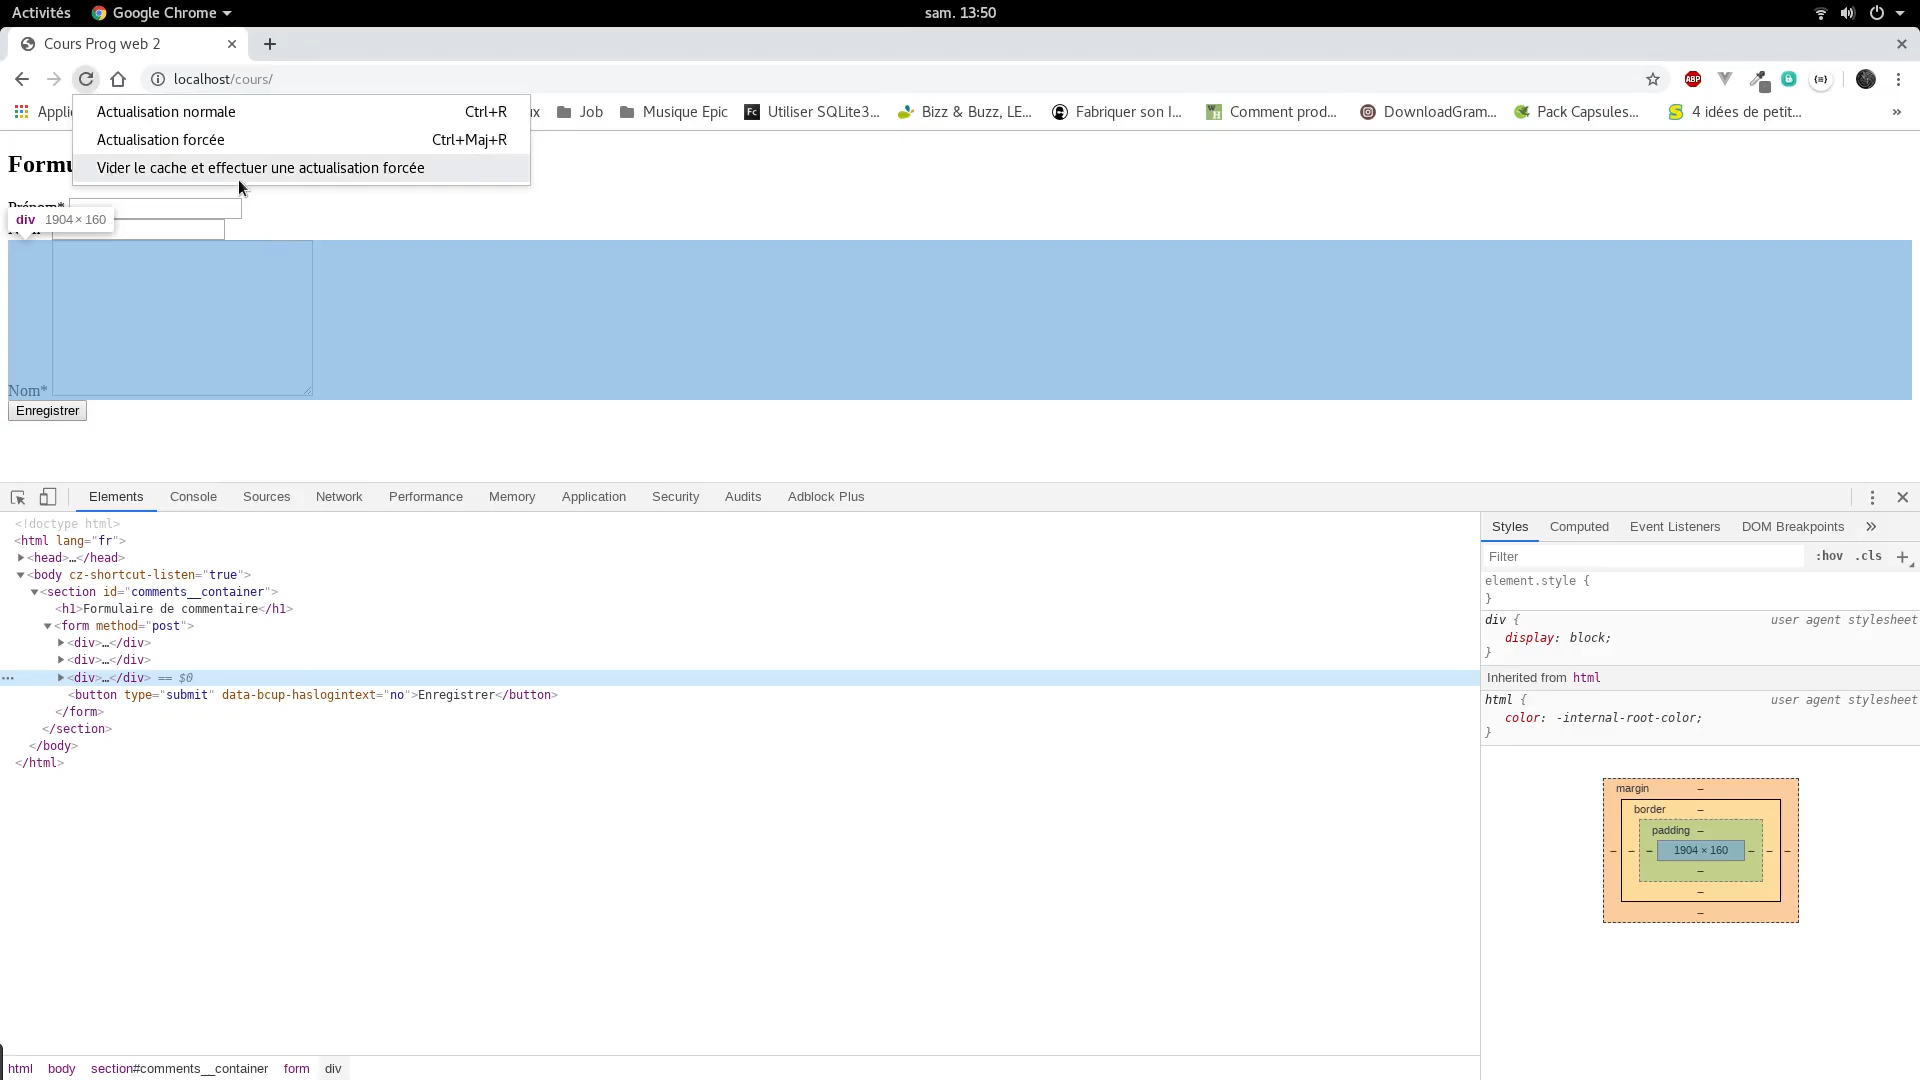 Activités Google Chrome sam. 13:50
Cours Prog web 2
localhost/cours/
ABP
Job Musique Epic Fc Utiliser SQLite3... Bizz & Buzz, LE... Fabriquer son I... Comment prod... DownloadGram... Pack Capsules... 4 idées de petit... »
Actualisation normale Ctrl+R
Actualisation forcée Ctrl+Maj+R
Vider le cache et effectuer une actualisation forcée
Prénom*
div 1904 × 160
Nom*
Enregistrer
Elements Console Sources Network Performance Memory Application Security Audits Adblock Plus
<!doctype html>
<html lang="fr">
<head>…</head>
<body cz-shortcut-listen="true">
<section id="comments__container">
<h1>Formulaire de commentaire</h1>
<form method="post">
<div>…</div>
<div>…</div>
<div>…</div> == $0
<button type="submit" data-bcup-haslogintext="no">Enregistrer</button>
</form>
</section>
</body>
</html>
html body section#comments__container form div
Styles Computed Event Listeners DOM Breakpoints »
Filter :hov .cls +
element.style {
}
div { user agent stylesheet
display: block;
}
Inherited from html
html { user agent stylesheet
color: -internal-root-color;
}
margin –
border –
padding –
– – – 1904 × 160 – – –
–
–
–